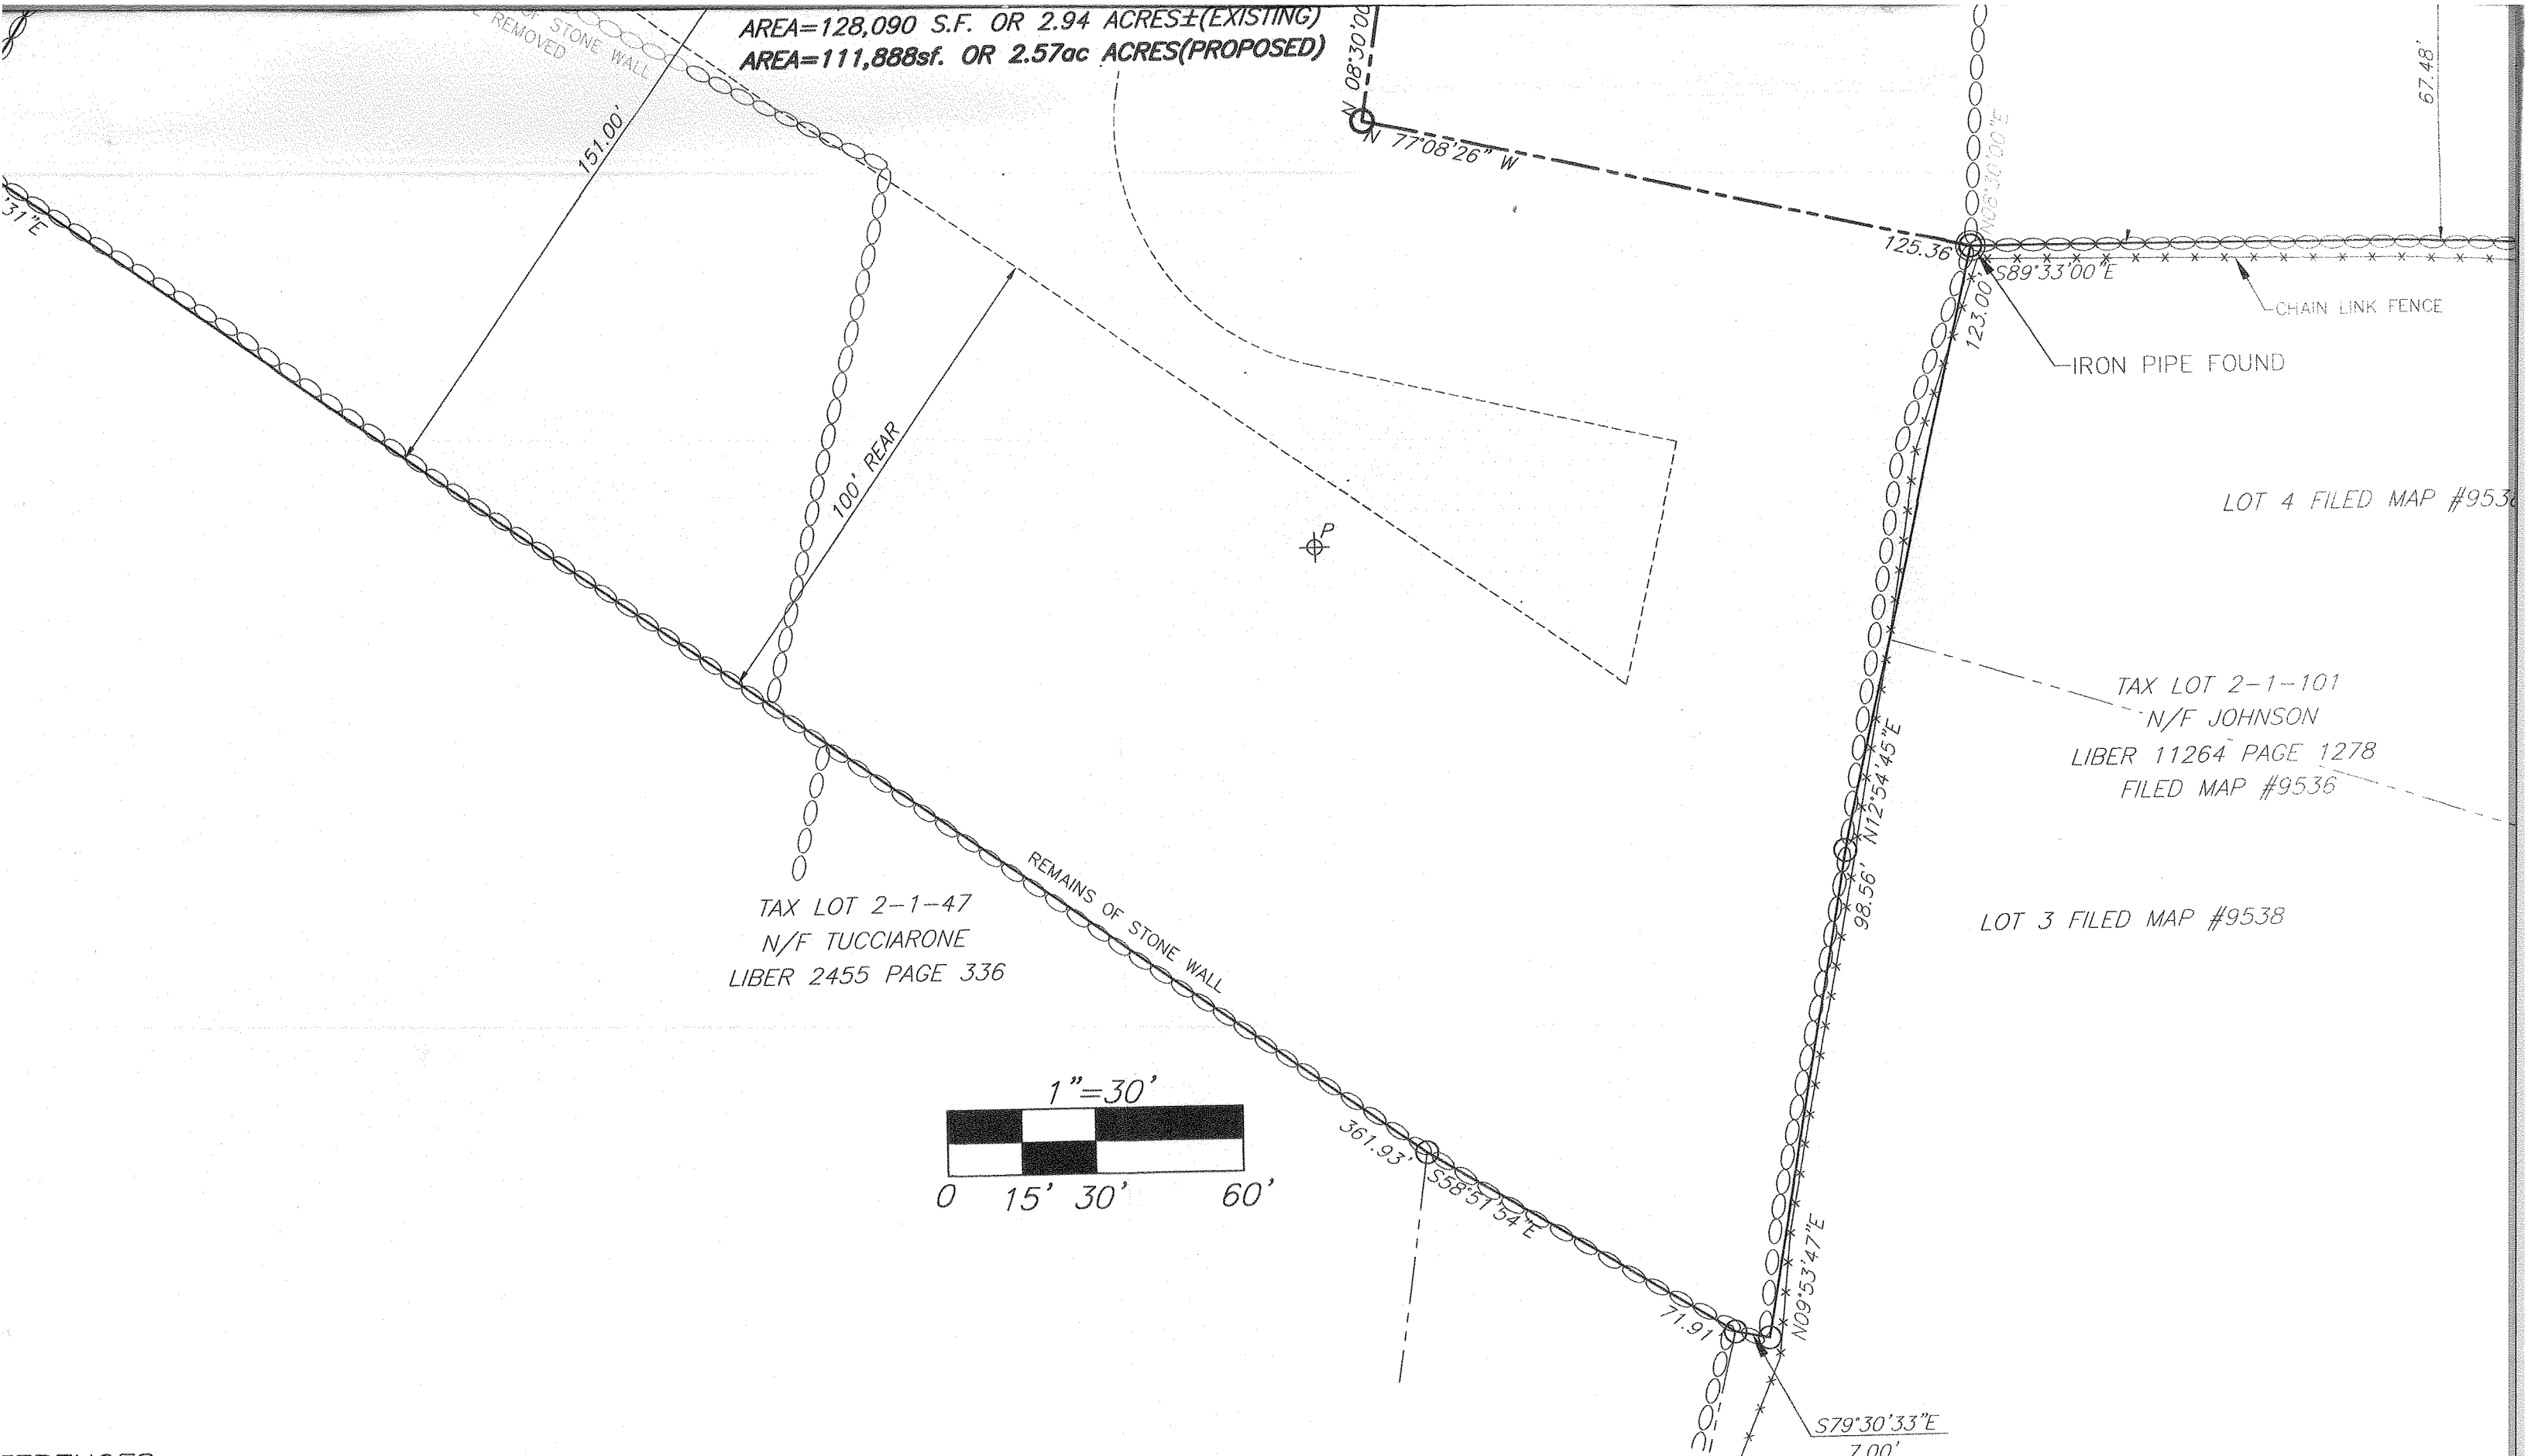 OF STONE WALL
REMOVED
AREA=128,090 S.F. OR 2.94 ACRES±(EXISTING)
AREA=111,888sf. OR 2.57ac ACRES(PROPOSED)
N 08°30'00
N 77°08'26" W
N08°30'00"E
67.48'
151.00'
'31"E
125.36'
S89°33'00"E
123.00'
CHAIN LINK FENCE
IRON PIPE FOUND
100' REAR
P
LOT 4 FILED MAP #953
TAX LOT 2-1-101
N/F JOHNSON
LIBER 11264 PAGE 1278
FILED MAP #9536
N12°54'45"E
98.56'
LOT 3 FILED MAP #9538
TAX LOT 2-1-47
N/F TUCCIARONE
LIBER 2455 PAGE 336
REMAINS OF STONE WALL
1"=30'
0 15' 30' 60'
361.93'
S58°51'54"E
71.91'
N09°53'47"E
S79°30'33"E
7.00'